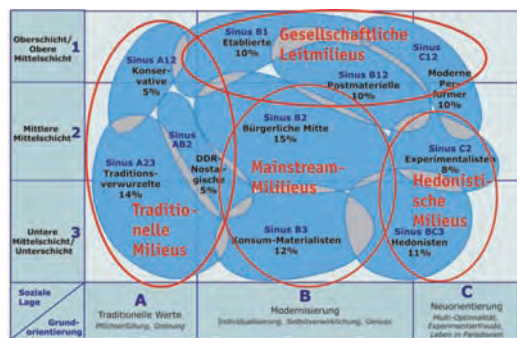 Oberschicht/
Obere
Mittelschicht
1
Mittlere
Mittelschicht
2
Untere
Mittelschicht/
Unterschicht
3
Sinus B1
Etablierte
10%
Gesellschaftliche
Leitmilieus
Sinus
C12
Moderne
Per-
former
10%
Sinus A12
Konser-
vative
5%
Sinus B12
Postmaterielle
10%
Sinus
AB2
DDR-
Nostal-
gische
5%
Sinus B2
Bürgerliche Mitte
15%
Sinus C2
Experimentalisten
8%
Sinus A23
Traditions-
verwurzelte
14%
Mainstream-
Milieus
Hedonisti-
sche
Milieus
Traditio-
nelle
Milieus
Sinus B3
Konsum-Materialisten
12%
Sinus BC3
Hedonisten
11%
Soziale
Lage
Grund-
orientierung
A
Traditionelle Werte
Pflichterfüllung, Ordnung
B
Modernisierung
Individualisierung, Selbstverwirklichung, Genuss
C
Neuorientierung
Multi-Optionalität,
Experimentierfreude,
Leben in Paradoxien